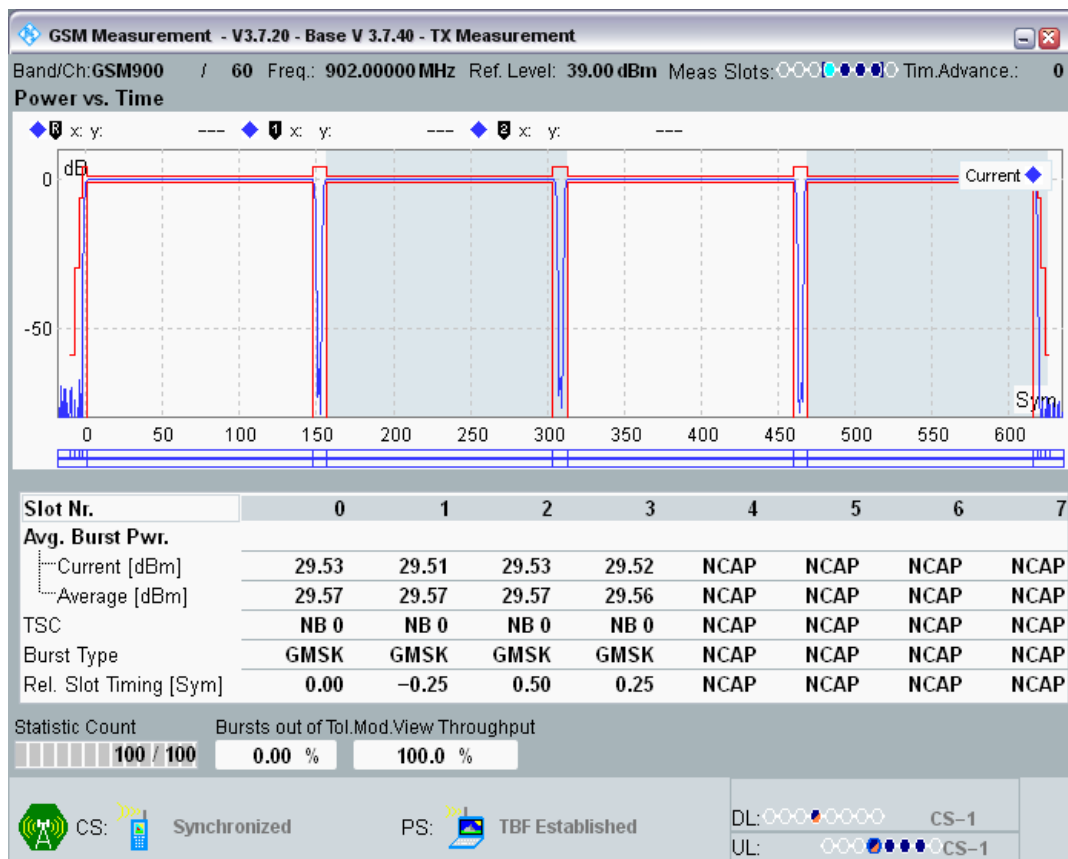 GSM Measurement - V3.7.20 - Base V 3.7.40 - TX Measurement
Band/Ch:GSM900 / 60 Freq.: 902.00000 MHz Ref. Level: 39.00 dBm Meas Slots: Tim.Advance.: 0
Power vs. Time
R x: y: --- 1 x: y: --- 2 x: y: ---
dB
Current
0
-50
Sym
0 50 100 150 200 250 300 350 400 450 500 550 600
Slot Nr. 0 1 2 3 4 5 6 7
Avg. Burst Pwr.
Current [dBm] 29.53 29.51 29.53 29.52 NCAP NCAP NCAP NCAP
Average [dBm] 29.57 29.57 29.57 29.56 NCAP NCAP NCAP NCAP
TSC NB 0 NB 0 NB 0 NB 0 NCAP NCAP NCAP NCAP
Burst Type GMSK GMSK GMSK GMSK NCAP NCAP NCAP NCAP
Rel. Slot Timing [Sym] 0.00 −0.25 0.50 0.25 NCAP NCAP NCAP NCAP
Statistic Count Bursts out of Tol. Mod.View Throughput
100 / 100 0.00 % 100.0 %
CS: Synchronized PS: TBF Established
DL: CS−1
UL: CS−1